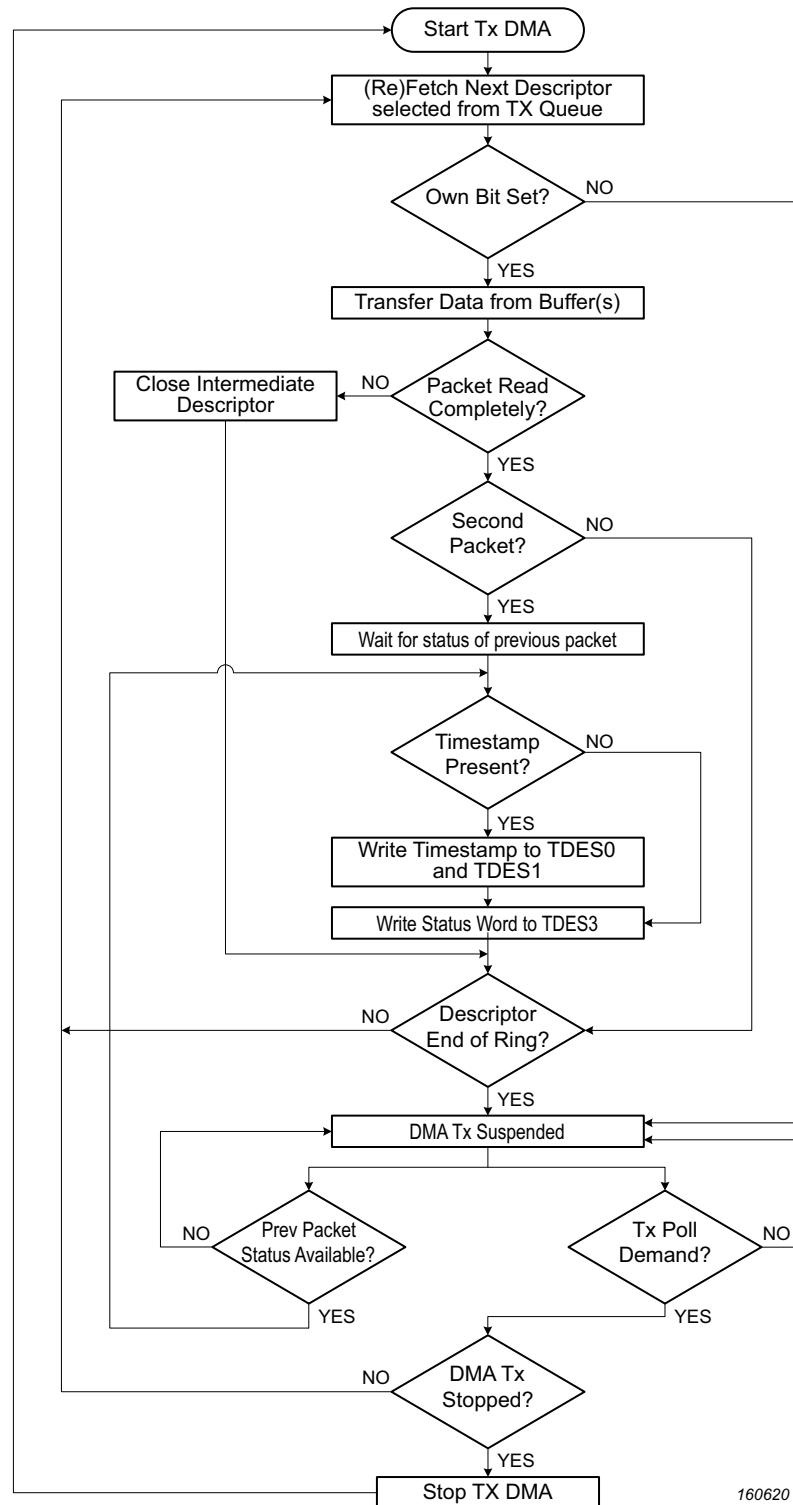 Start Tx DMA
(Re)Fetch Next Descriptor
selected from TX Queue
Own Bit Set?
NO
YES
Transfer Data from Buffer(s)
Close Intermediate
Descriptor
NO
Packet Read
Completely?
YES
Second
Packet?
NO
YES
Wait for status of previous packet
Timestamp
Present?
NO
YES
Write Timestamp to TDES0
and TDES1
Write Status Word to TDES3
NO
Descriptor
End of Ring?
YES
DMA Tx Suspended
NO
Prev Packet
Status Available?
YES
Tx Poll
Demand?
NO
YES
NO
DMA Tx
Stopped?
YES
Stop TX DMA
160620